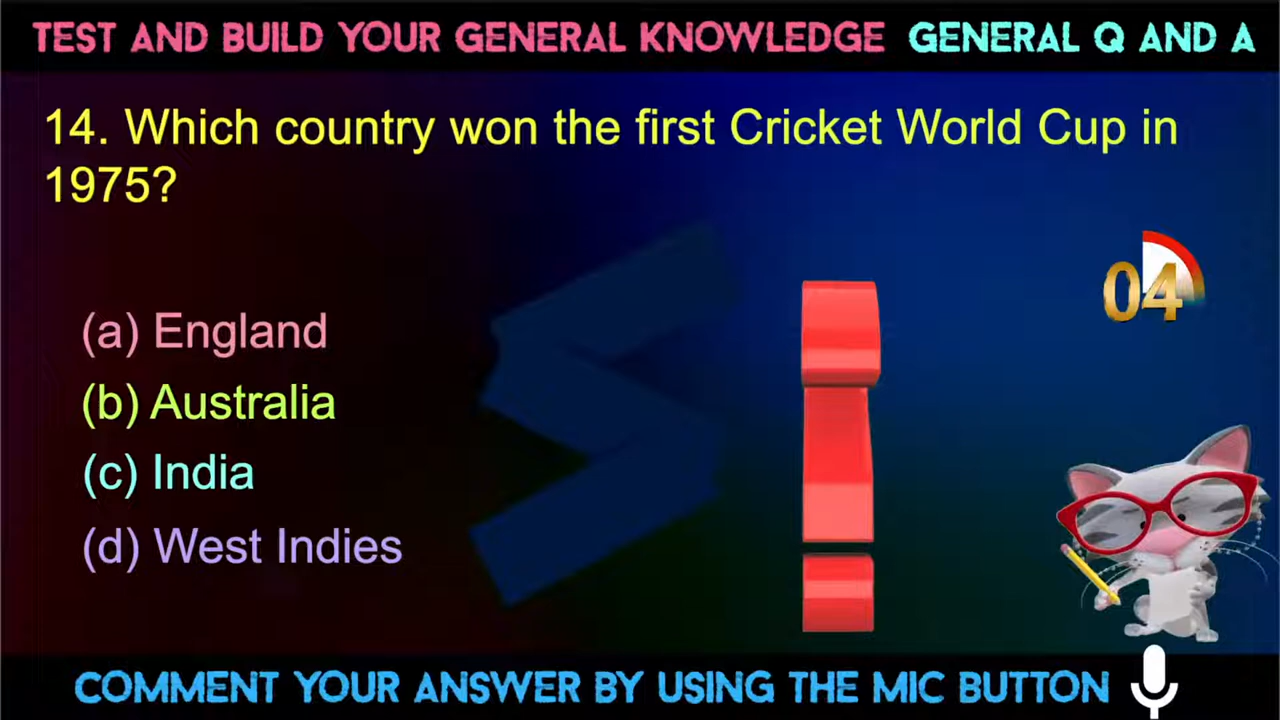 TEST AND BUILD YOUR GENERAL KNOWLEDGE GENERAL Q AND A
14. Which country won the first Cricket World Cup in
1975?
04
(a) England
(b) Australia
(c) India
(d) West Indies
COMMENT YOUR ANSWER BY USING THE MIC BUTTON